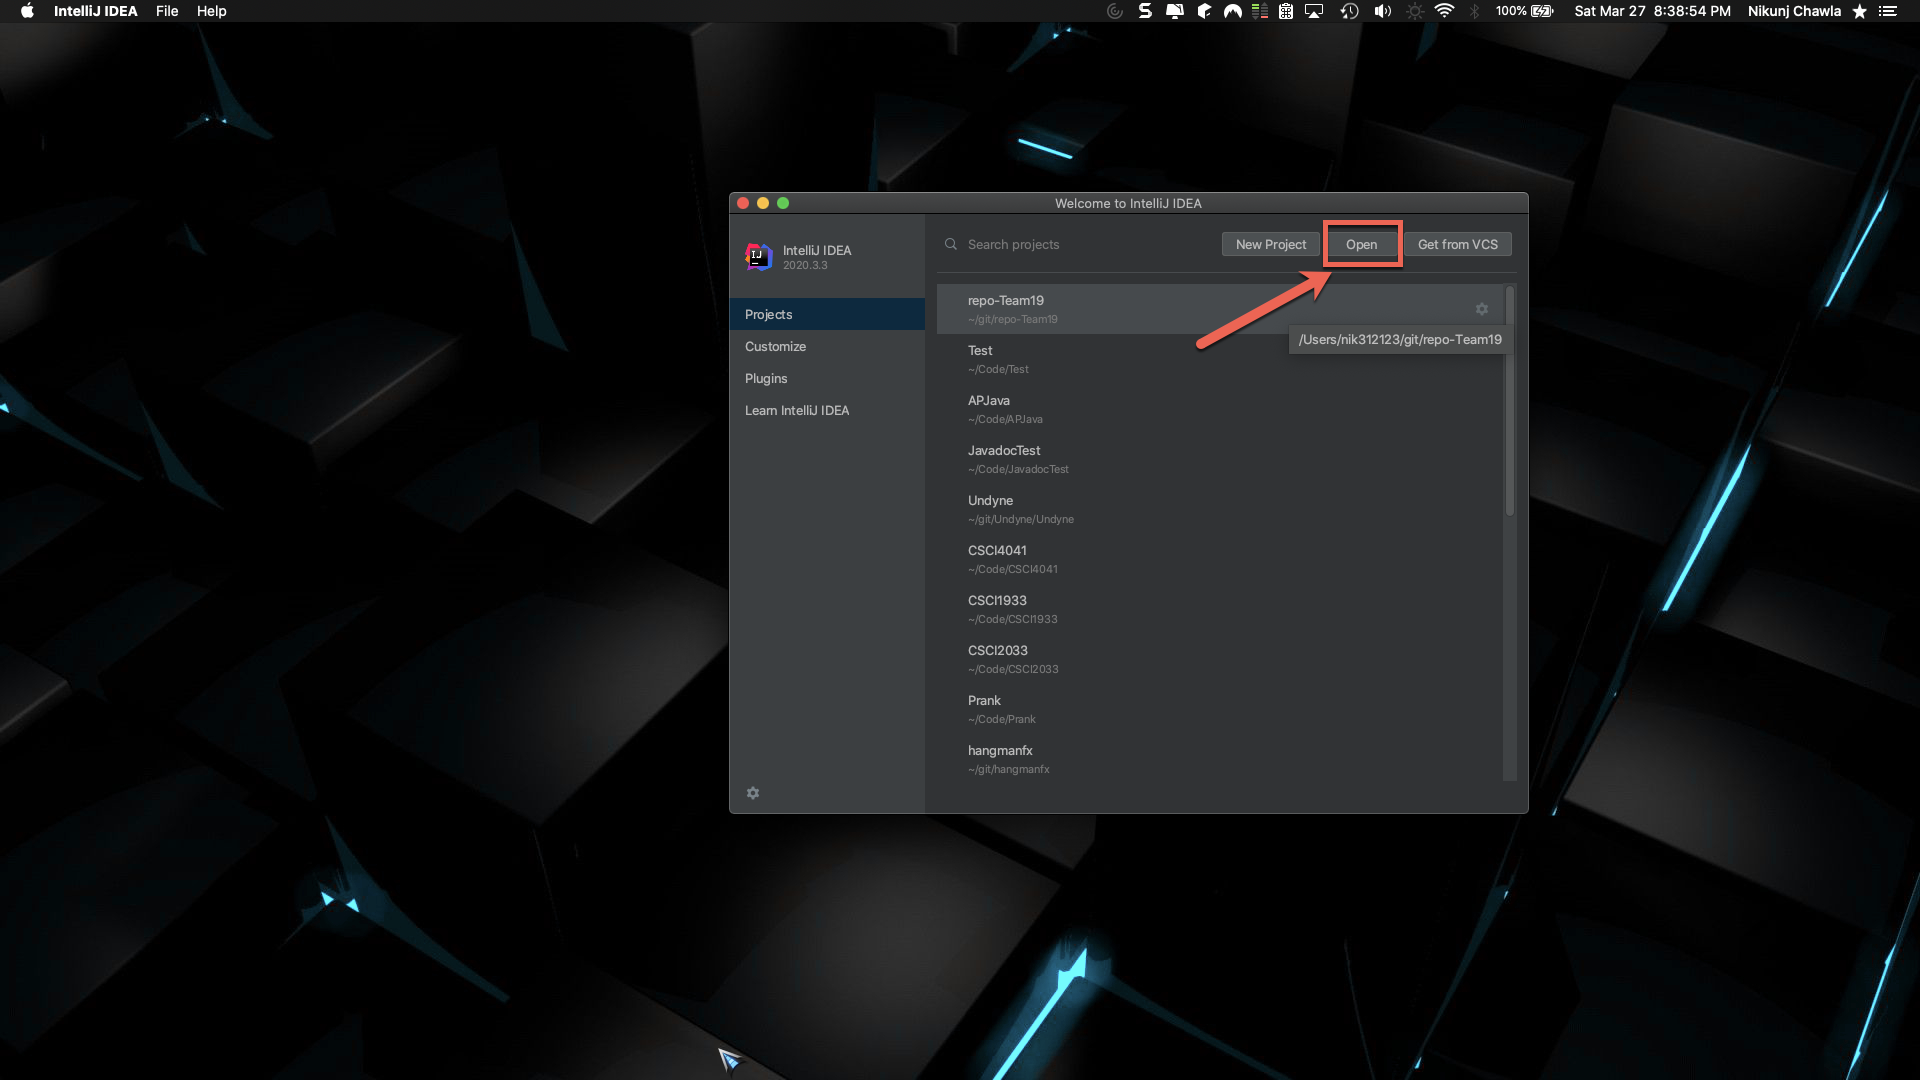 IntelliJ IDEA File Help 100% Sat Mar 27 8:38:54 PM Nikunj Chawla
Welcome to IntelliJ IDEA
IJ
IntelliJ IDEA
2020.3.3
Search projects
New Project
Open
Get from VCS
Projects
Customize
Plugins
Learn IntelliJ IDEA
repo-Team19
~/git/repo-Team19
/Users/nik312123/git/repo-Team19
Test
~/Code/Test
APJava
~/Code/APJava
JavadocTest
~/Code/JavadocTest
Undyne
~/git/Undyne/Undyne
CSCI4041
~/Code/CSCI4041
CSCI1933
~/Code/CSCI1933
CSCI2033
~/Code/CSCI2033
Prank
~/Code/Prank
hangmanfx
~/git/hangmanfx